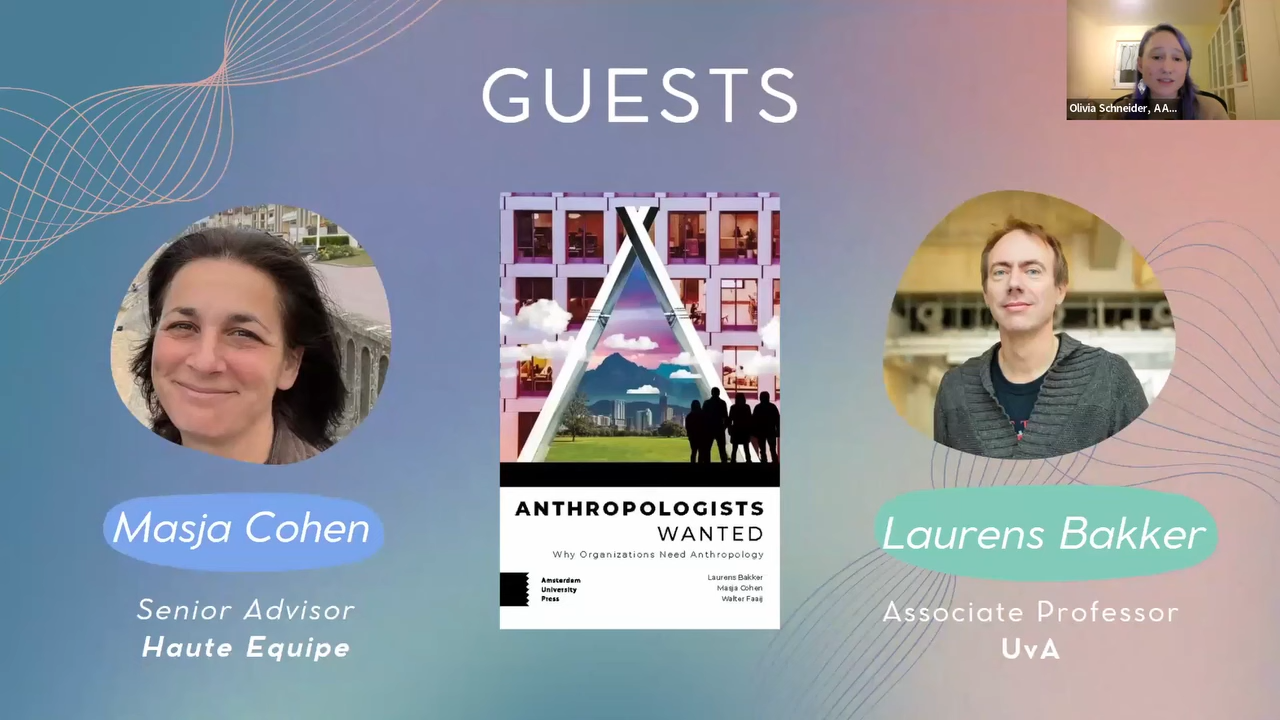 GUESTS
Olivia Schneider, AA...
ANTHROPOLOGISTS
WANTED
Why Organizations Need Anthropology
Amsterdam
University
Press
Laurens Bakker
Masja Cohen
Walter Faaij
Masja Cohen
Senior Advisor
Haute Equipe
Laurens Bakker
Associate Professor
UvA